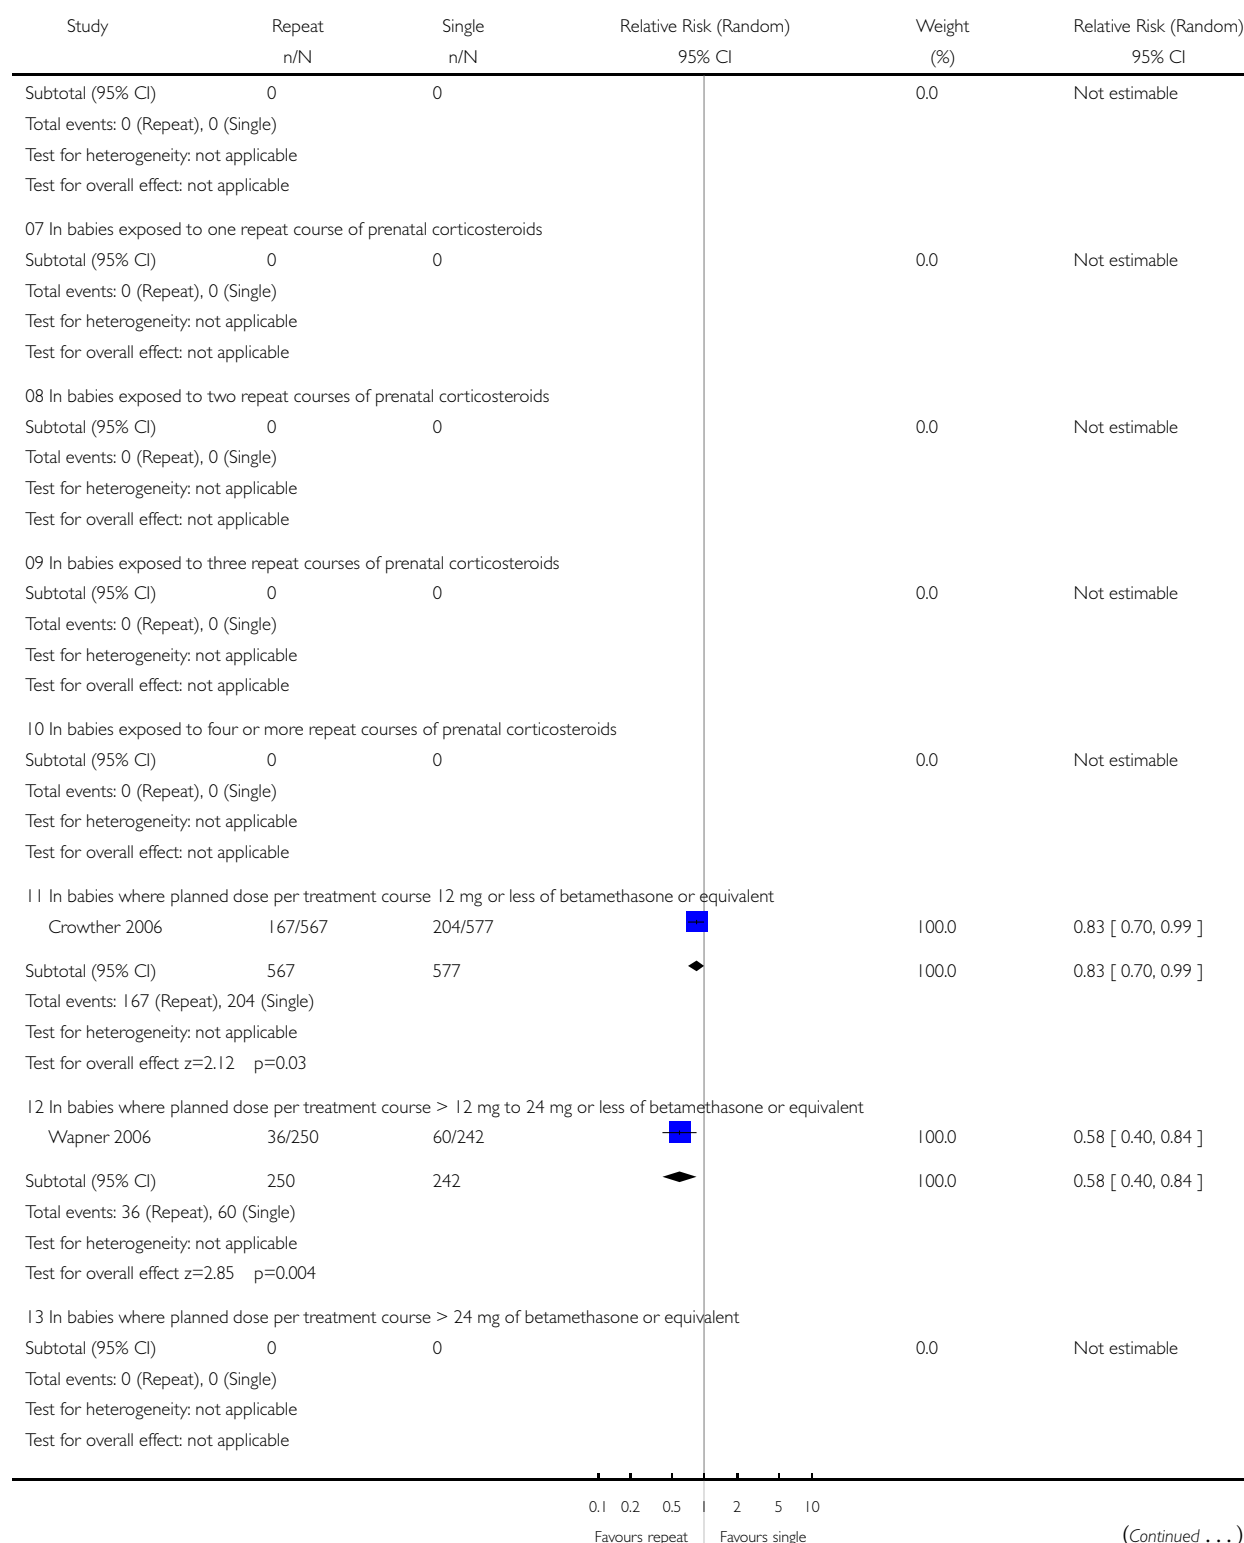 Study Repeat Single Relative Risk (Random) Weight Relative Risk (Random)
n/N n/N 95% CI (%) 95% CI
Subtotal (95% CI) 0 0 0.0 Not estimable
Total events: 0 (Repeat), 0 (Single)
Test for heterogeneity: not applicable
Test for overall effect: not applicable
07 In babies exposed to one repeat course of prenatal corticosteroids
Subtotal (95% CI) 0 0 0.0 Not estimable
Total events: 0 (Repeat), 0 (Single)
Test for heterogeneity: not applicable
Test for overall effect: not applicable
08 In babies exposed to two repeat courses of prenatal corticosteroids
Subtotal (95% CI) 0 0 0.0 Not estimable
Total events: 0 (Repeat), 0 (Single)
Test for heterogeneity: not applicable
Test for overall effect: not applicable
09 In babies exposed to three repeat courses of prenatal corticosteroids
Subtotal (95% CI) 0 0 0.0 Not estimable
Total events: 0 (Repeat), 0 (Single)
Test for heterogeneity: not applicable
Test for overall effect: not applicable
10 In babies exposed to four or more repeat courses of prenatal corticosteroids
Subtotal (95% CI) 0 0 0.0 Not estimable
Total events: 0 (Repeat), 0 (Single)
Test for heterogeneity: not applicable
Test for overall effect: not applicable
11 In babies where planned dose per treatment course 12 mg or less of betamethasone or equivalent
Crowther 2006 167/567 204/577 100.0 0.83 [ 0.70, 0.99 ]
Subtotal (95% CI) 567 577 100.0 0.83 [ 0.70, 0.99 ]
Total events: 167 (Repeat), 204 (Single)
Test for heterogeneity: not applicable
Test for overall effect z=2.12 p=0.03
12 In babies where planned dose per treatment course > 12 mg to 24 mg or less of betamethasone or equivalent
Wapner 2006 36/250 60/242 100.0 0.58 [ 0.40, 0.84 ]
Subtotal (95% CI) 250 242 100.0 0.58 [ 0.40, 0.84 ]
Total events: 36 (Repeat), 60 (Single)
Test for heterogeneity: not applicable
Test for overall effect z=2.85 p=0.004
13 In babies where planned dose per treatment course > 24 mg of betamethasone or equivalent
Subtotal (95% CI) 0 0 0.0 Not estimable
Total events: 0 (Repeat), 0 (Single)
Test for heterogeneity: not applicable
Test for overall effect: not applicable
0.1 0.2 0.5 1 2 5 10
Favours repeat Favours single (Continued . . . )